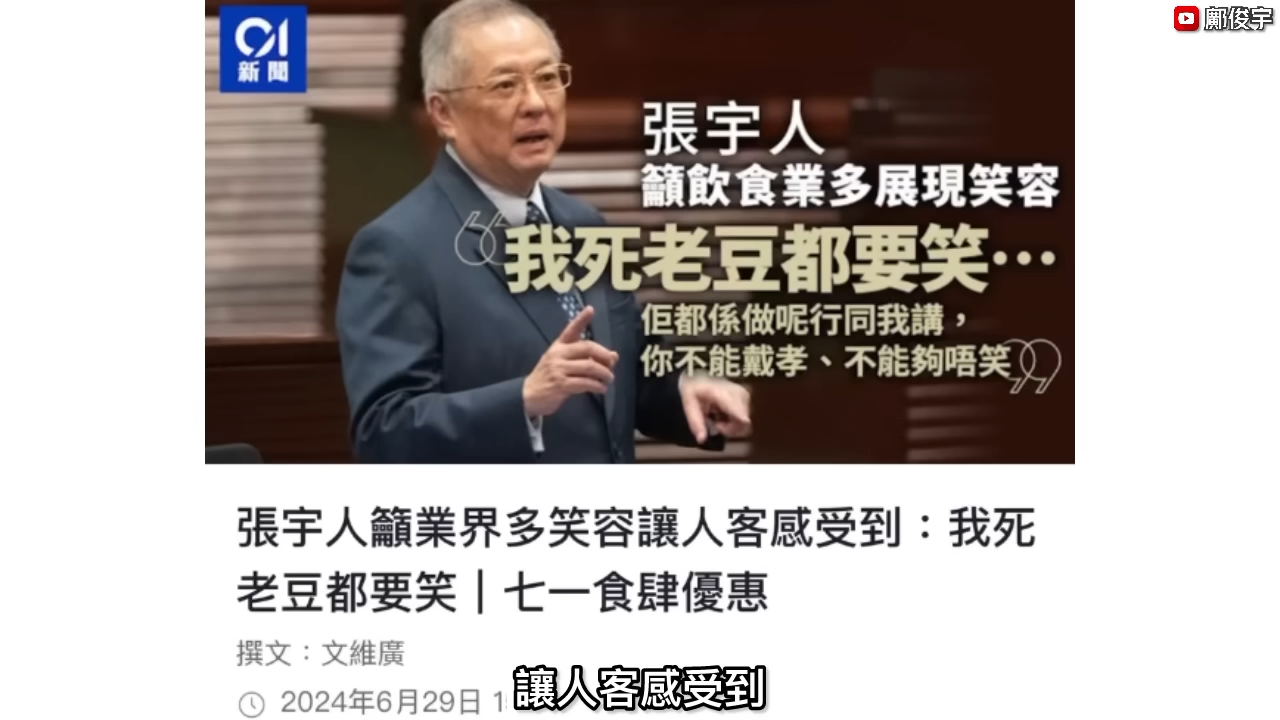 鄺俊宇
01
新聞
張宇人
籲飲食業多展現笑容
“我死老豆都要笑…
佢都係做呢行同我講，
你不能戴孝、不能夠唔笑”
張宇人籲業界多笑容讓人客感受到：我死
老豆都要笑｜七一食肆優惠
撰文：文維廣
2024年6月29日
讓人客感受到